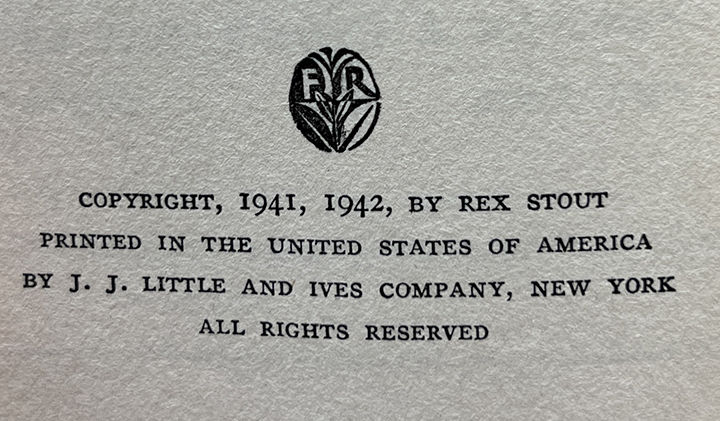 FR
COPYRIGHT, 1941, 1942, BY REX STOUT
PRINTED IN THE UNITED STATES OF AMERICA
BY J. J. LITTLE AND IVES COMPANY, NEW YORK
ALL RIGHTS RESERVED